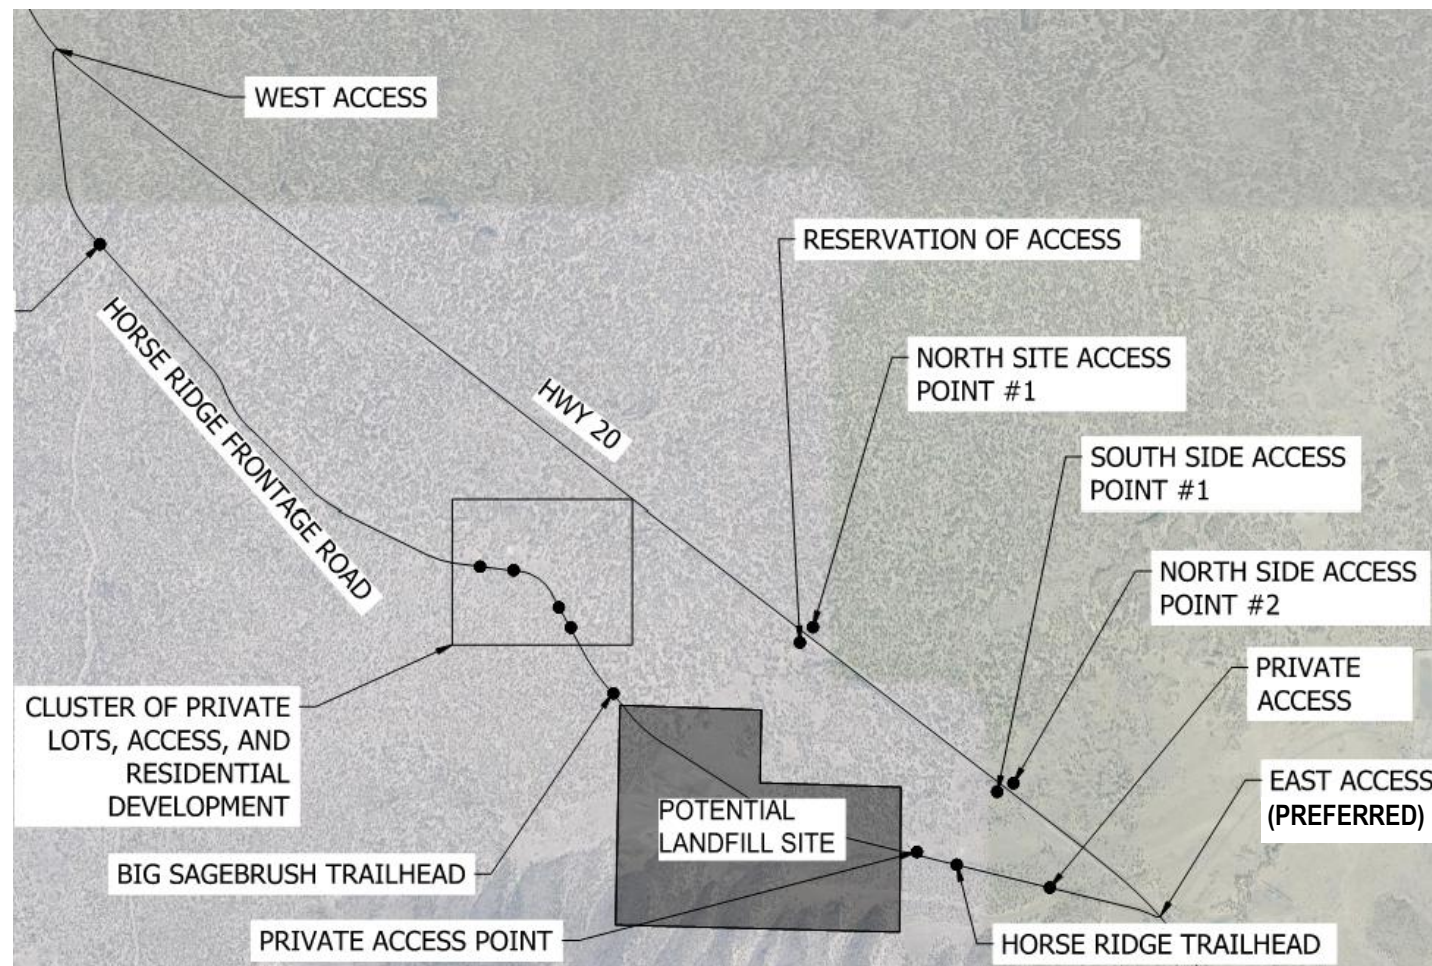 WEST ACCESS
RESERVATION OF ACCESS
HORSE RIDGE FRONTAGE ROAD
HWY 20
NORTH SITE ACCESS
POINT #1
SOUTH SIDE ACCESS
POINT #1
NORTH SIDE ACCESS
POINT #2
PRIVATE
ACCESS
CLUSTER OF PRIVATE
LOTS, ACCESS, AND
RESIDENTIAL
DEVELOPMENT
EAST ACCESS
(PREFERRED)
POTENTIAL
LANDFILL SITE
BIG SAGEBRUSH TRAILHEAD
PRIVATE ACCESS POINT
HORSE RIDGE TRAILHEAD